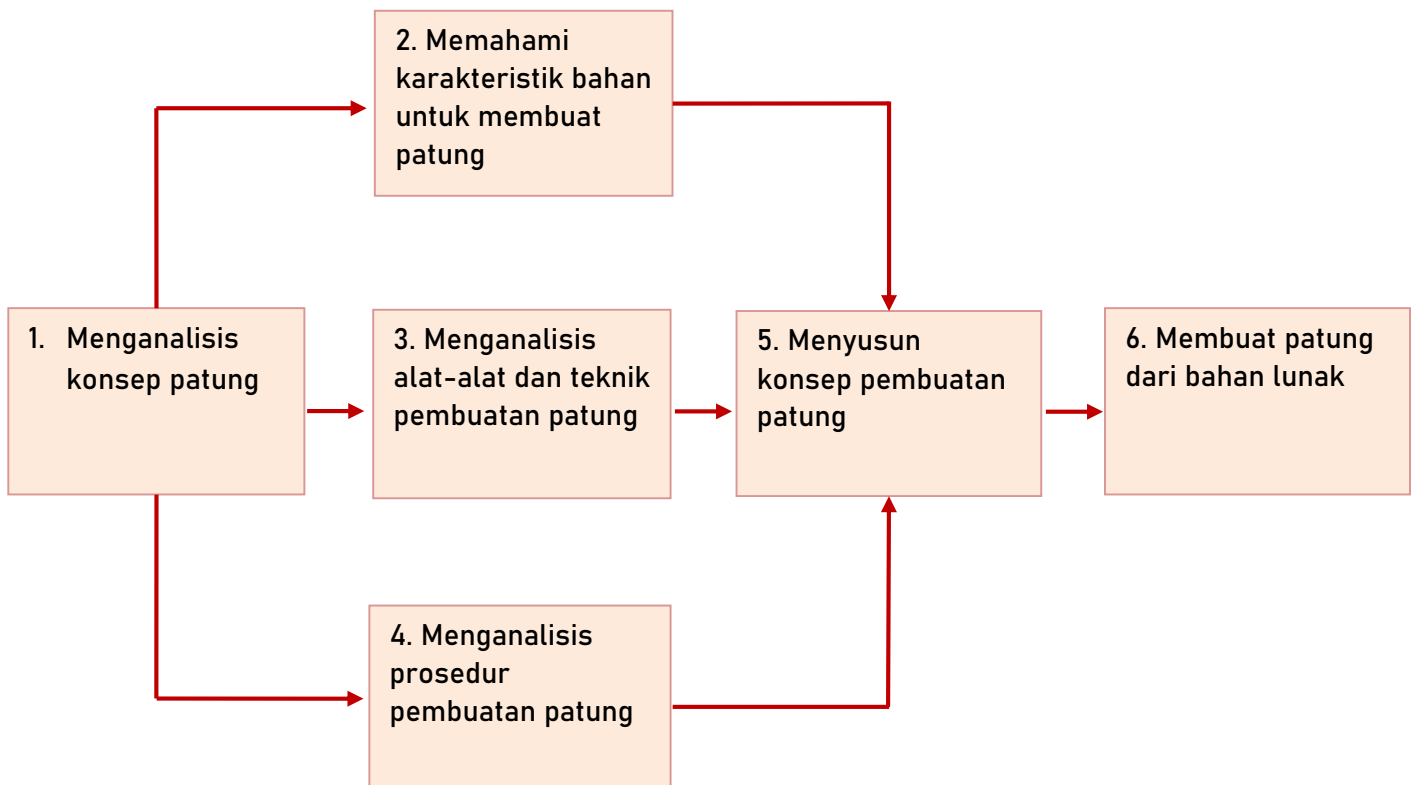 2. Memahami
karakteristik bahan
untuk membuat
patung
1. Menganalisis
konsep patung
3. Menganalisis
alat-alat dan teknik
pembuatan patung
5. Menyusun
konsep pembuatan
patung
6. Membuat patung
dari bahan lunak
4. Menganalisis
prosedur
pembuatan patung